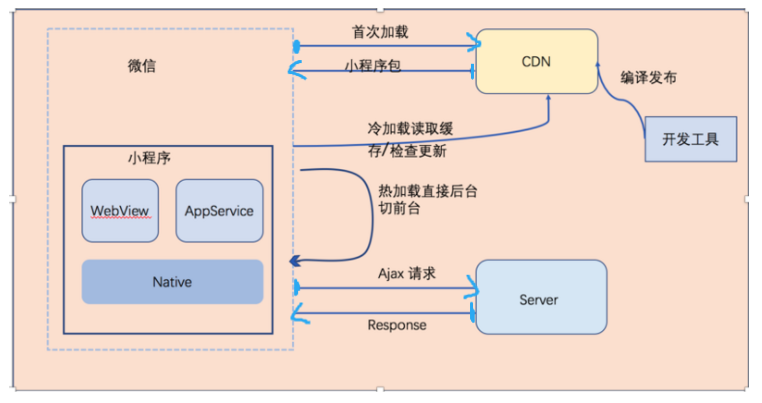 首次加载
微信
小程序包
CDN
编译发布
冷加载读取缓
存/检查更新
开发工具
小程序
热加载直接后台
切前台
WebView
AppService
Native
Ajax 请求
Server
Response